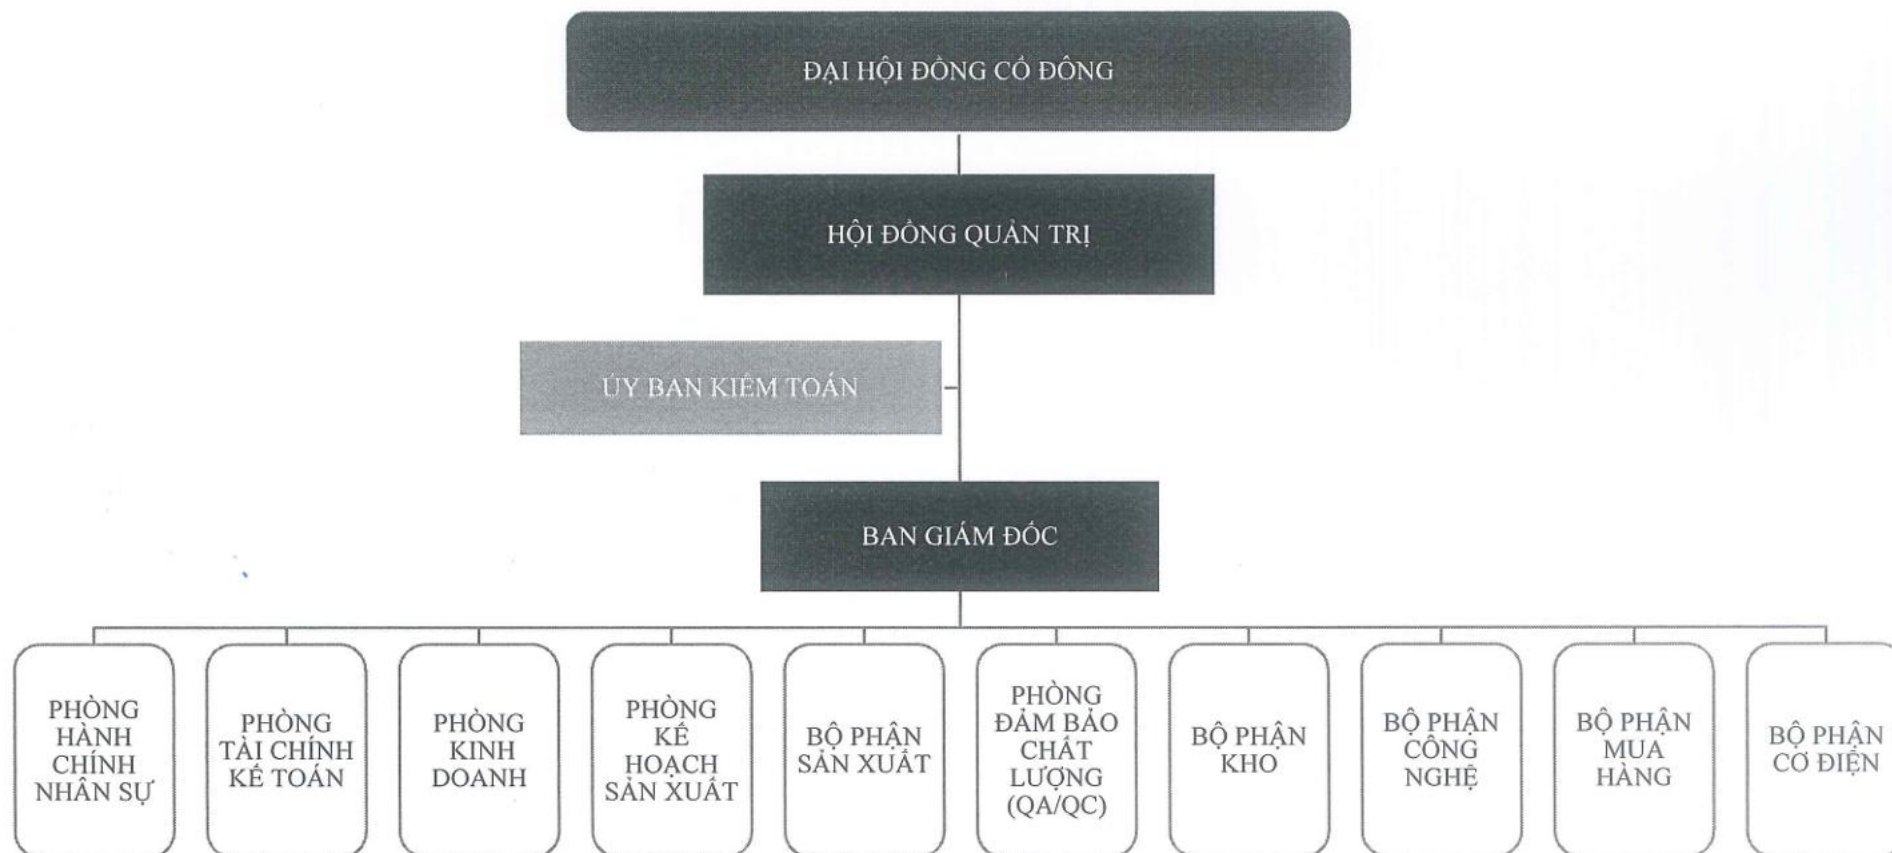 ĐẠI HỘI ĐỒNG CỔ ĐÔNG
HỘI ĐỒNG QUẢN TRỊ
ỦY BAN KIỂM TOÁN
BAN GIÁM ĐỐC
PHÒNG
HÀNH
CHÍNH
NHÂN SỰ
PHÒNG
TÀI CHÍNH
KẾ TOÁN
PHÒNG
KINH
DOANH
PHÒNG
KẾ
HOẠCH
SẢN XUẤT
BỘ PHẬN
SẢN XUẤT
PHÒNG
ĐẢM BẢO
CHẤT
LƯỢNG
(QA/QC)
BỘ PHẬN
KHO
BỘ PHẬN
CÔNG
NGHỆ
BỘ PHẬN
MUA
HÀNG
BỘ PHẬN
CƠ ĐIỆN